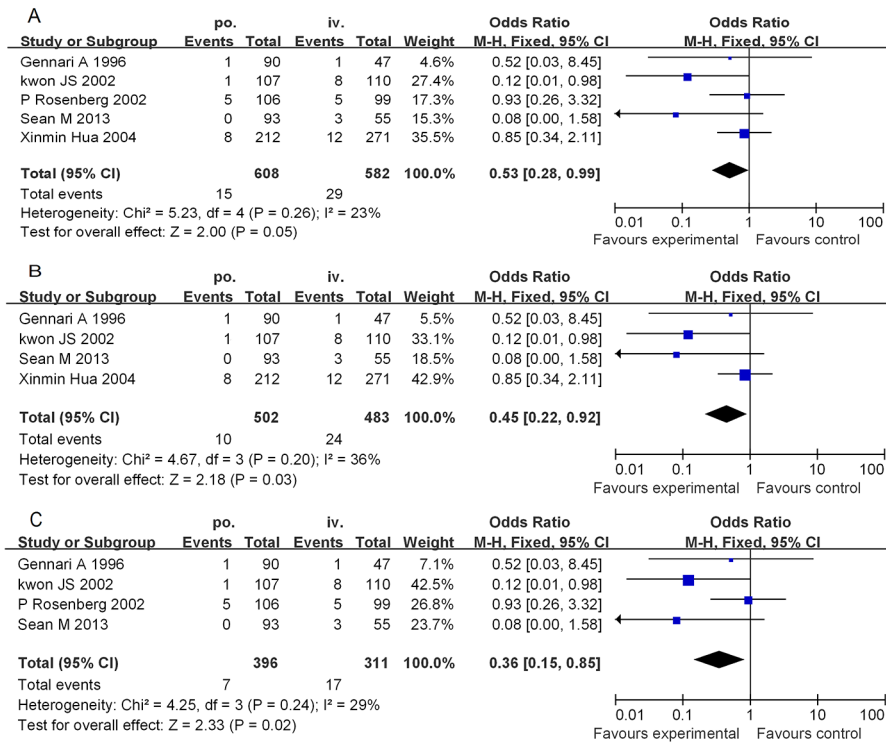 A
po. iv. Odds Ratio Odds Ratio
Study or Subgroup Events Total Events Total Weight M-H, Fixed, 95% CI M-H, Fixed, 95% CI
Gennari A 1996 1 90 1 47 4.6% 0.52 [0.03, 8.45]
kwon JS 2002 1 107 8 110 27.4% 0.12 [0.01, 0.98]
P Rosenberg 2002 5 106 5 99 17.3% 0.93 [0.26, 3.32]
Sean M 2013 0 93 3 55 15.3% 0.08 [0.00, 1.58]
Xinmin Hua 2004 8 212 12 271 35.5% 0.85 [0.34, 2.11]
Total (95% CI) 608 582 100.0% 0.53 [0.28, 0.99]
Total events 15 29
Heterogeneity: Chi² = 5.23, df = 4 (P = 0.26); I² = 23%
Test for overall effect: Z = 2.00 (P = 0.05)
0.01 0.1 1 10 100
Favours experimental Favours control
B
po. iv. Odds Ratio Odds Ratio
Study or Subgroup Events Total Events Total Weight M-H, Fixed, 95% CI M-H, Fixed, 95% CI
Gennari A 1996 1 90 1 47 5.5% 0.52 [0.03, 8.45]
kwon JS 2002 1 107 8 110 33.1% 0.12 [0.01, 0.98]
Sean M 2013 0 93 3 55 18.5% 0.08 [0.00, 1.58]
Xinmin Hua 2004 8 212 12 271 42.9% 0.85 [0.34, 2.11]
Total (95% CI) 502 483 100.0% 0.45 [0.22, 0.92]
Total events 10 24
Heterogeneity: Chi² = 4.67, df = 3 (P = 0.20); I² = 36%
Test for overall effect: Z = 2.18 (P = 0.03)
0.01 0.1 1 10 100
Favours experimental Favours control
C
po. iv. Odds Ratio Odds Ratio
Study or Subgroup Events Total Events Total Weight M-H, Fixed, 95% CI M-H, Fixed, 95% CI
Gennari A 1996 1 90 1 47 7.1% 0.52 [0.03, 8.45]
kwon JS 2002 1 107 8 110 42.5% 0.12 [0.01, 0.98]
P Rosenberg 2002 5 106 5 99 26.8% 0.93 [0.26, 3.32]
Sean M 2013 0 93 3 55 23.7% 0.08 [0.00, 1.58]
Total (95% CI) 396 311 100.0% 0.36 [0.15, 0.85]
Total events 7 17
Heterogeneity: Chi² = 4.25, df = 3 (P = 0.24); I² = 29%
Test for overall effect: Z = 2.33 (P = 0.02)
0.01 0.1 1 10 100
Favours experimental Favours control